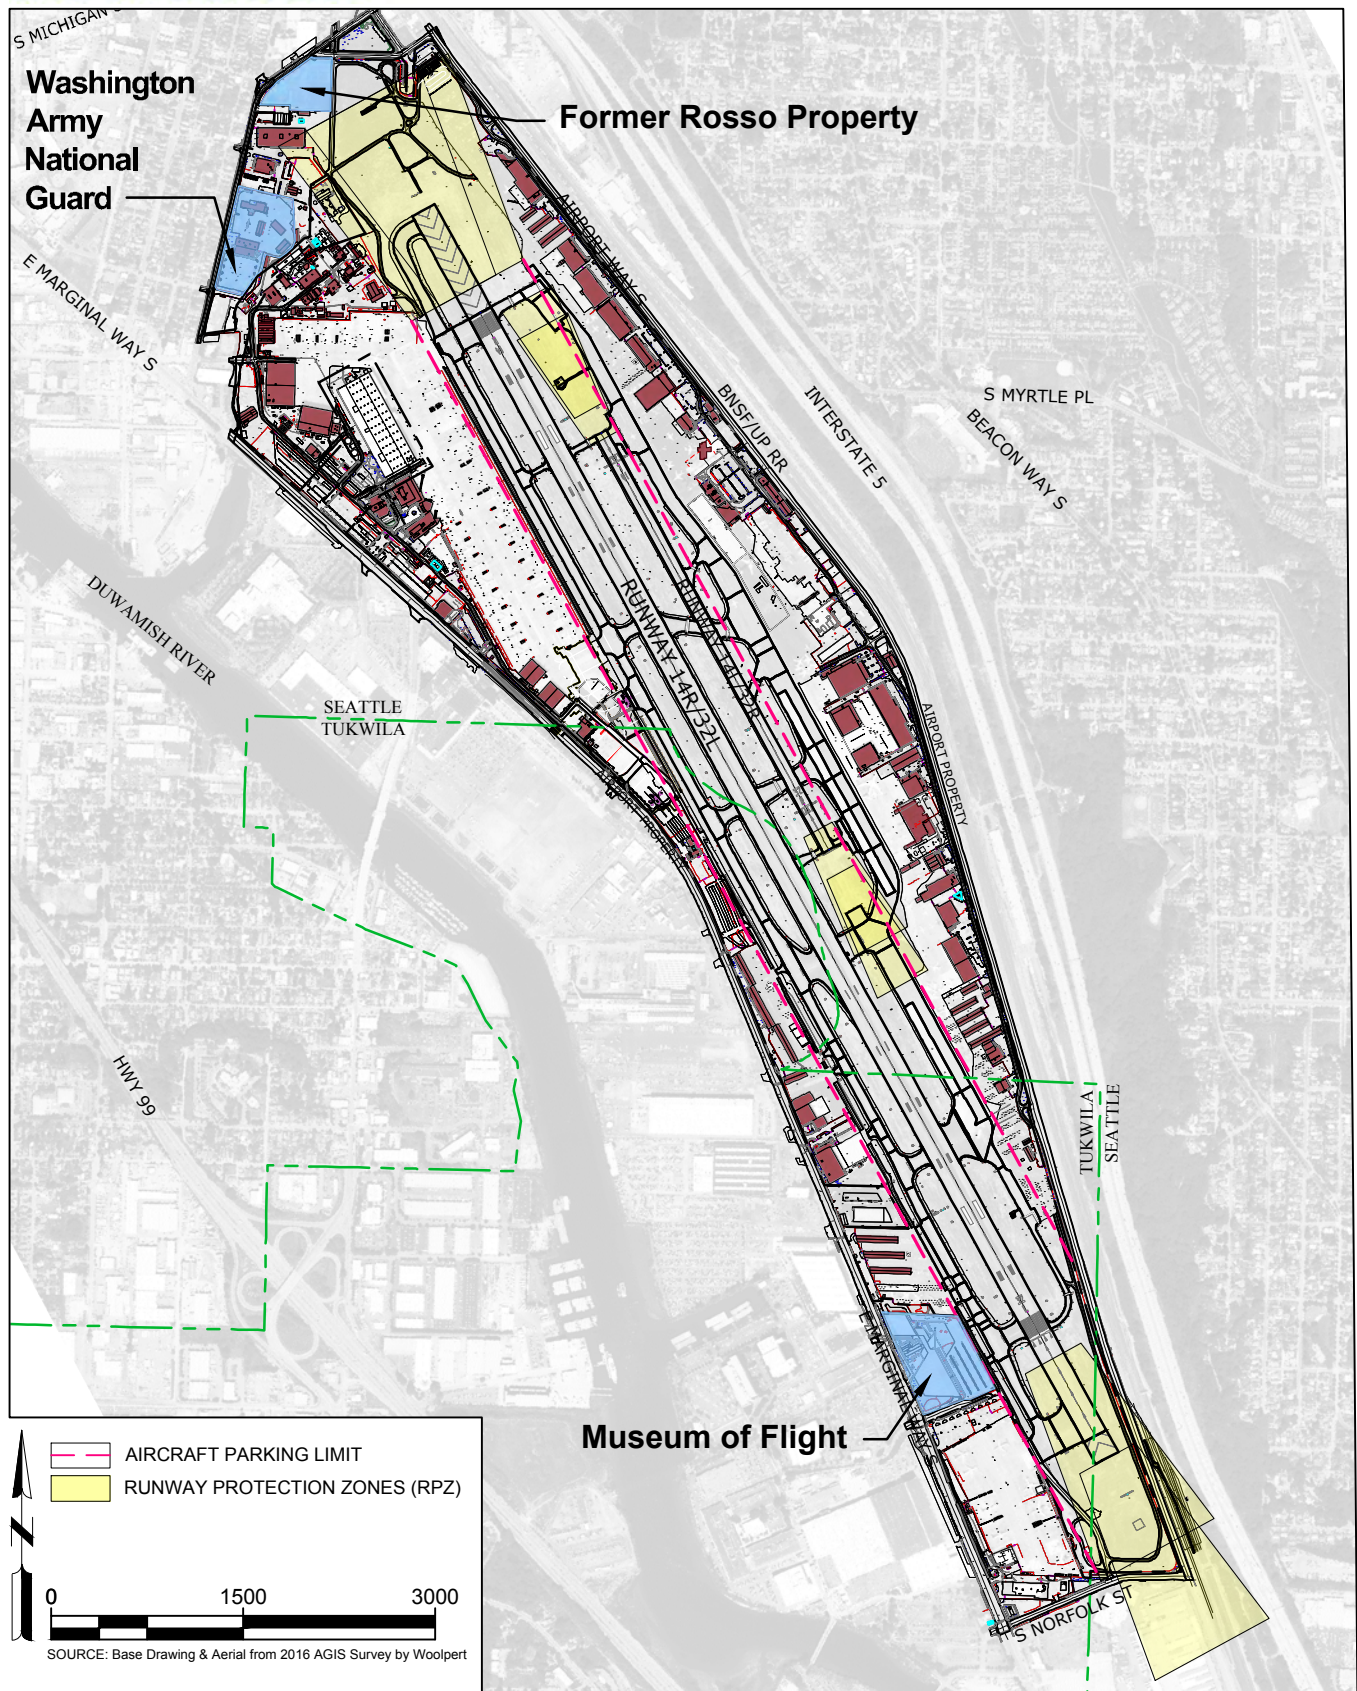 S MICHIGAN
Washington
Army
National
Guard
Former Rosso Property
AIRPORT WAY S
E MARGINAL WAY S
BNSF/UP RR
INTERSTATE 5
S MYRTLE PL
BEACON WAY S
DUWAMISH RIVER
RUNWAY 14R/32L
RUNWAY 14L/32R
SEATTLE
TUKWILA
AIRPORT PROPERTY
AIRPORT PROPERTY
HWY 99
TUKWILA
SEATTLE
E MARGINAL WAY S
Museum of Flight
S NORFOLK ST
AIRCRAFT PARKING LIMIT
RUNWAY PROTECTION ZONES (RPZ)
N
0 1500 3000
SOURCE: Base Drawing & Aerial from 2016 AGIS Survey by Woolpert